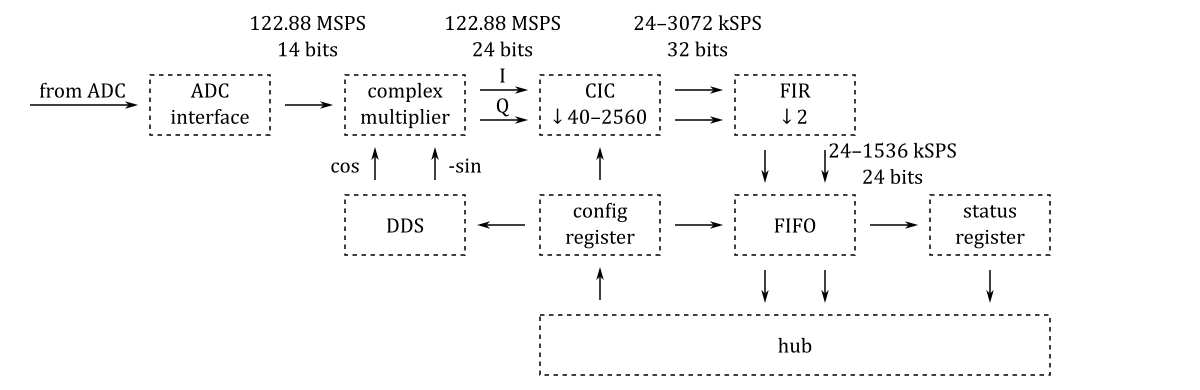 122.88 MSPS
14 bits
122.88 MSPS
24 bits
24–3072 kSPS
32 bits
from ADC
ADC
interface
complex
multiplier
I
Q
CIC
↓40–2560
FIR
↓2
cos
-sin
24–1536 kSPS
24 bits
DDS
config
register
FIFO
status
register
hub